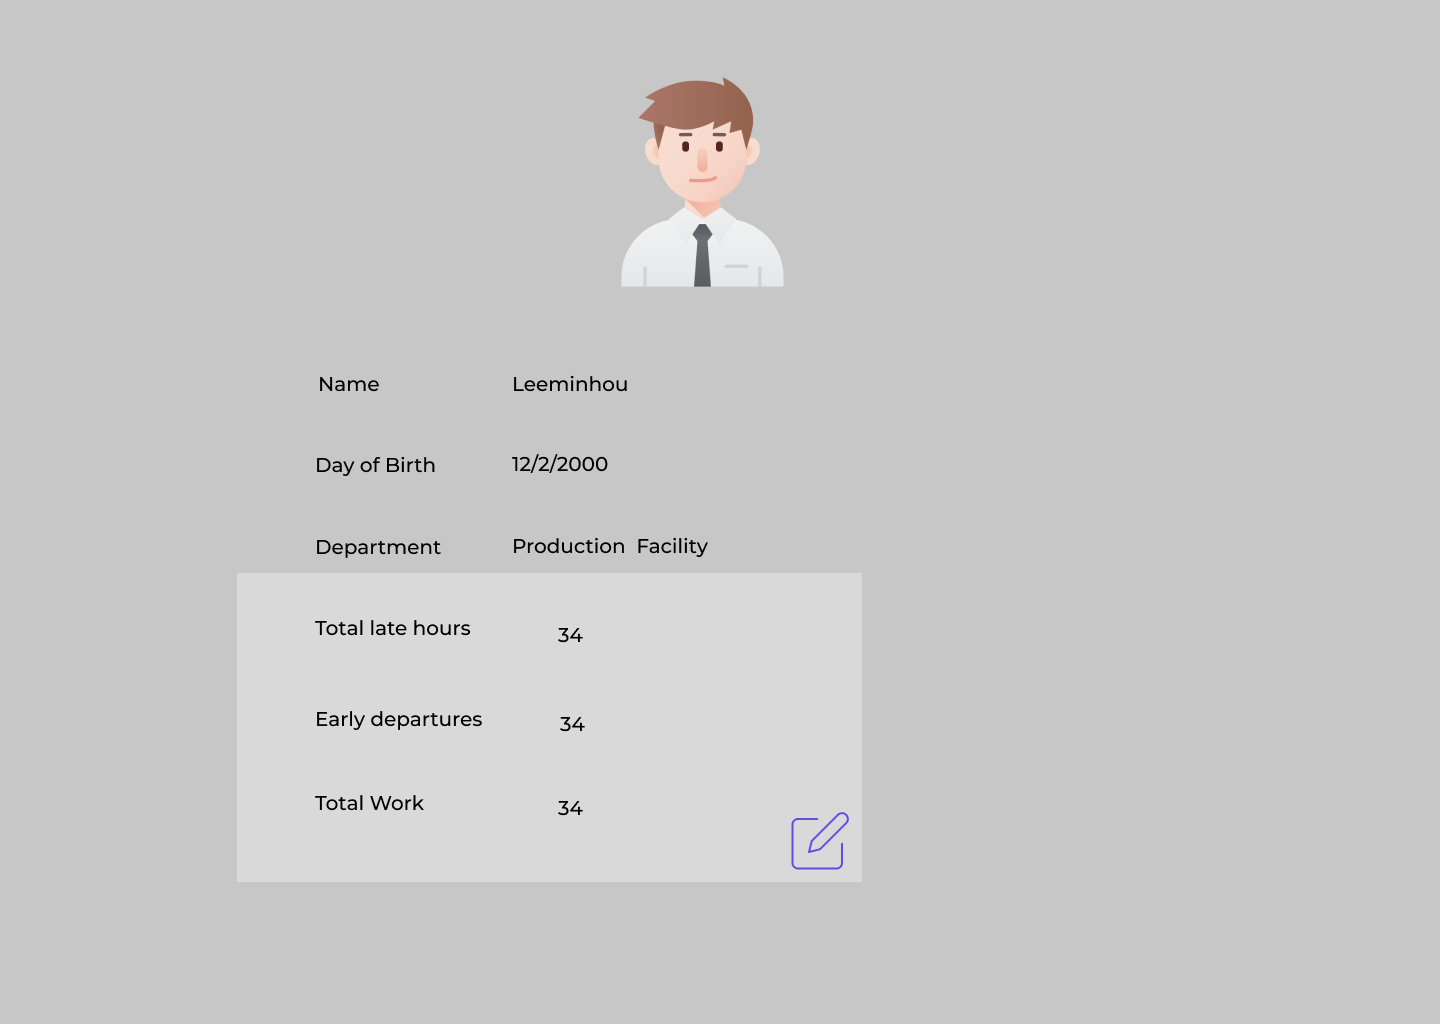 Name Leeminhou
Day of Birth 12/2/2000
Department Production Facility
Total late hours 34
Early departures 34
Total Work 34